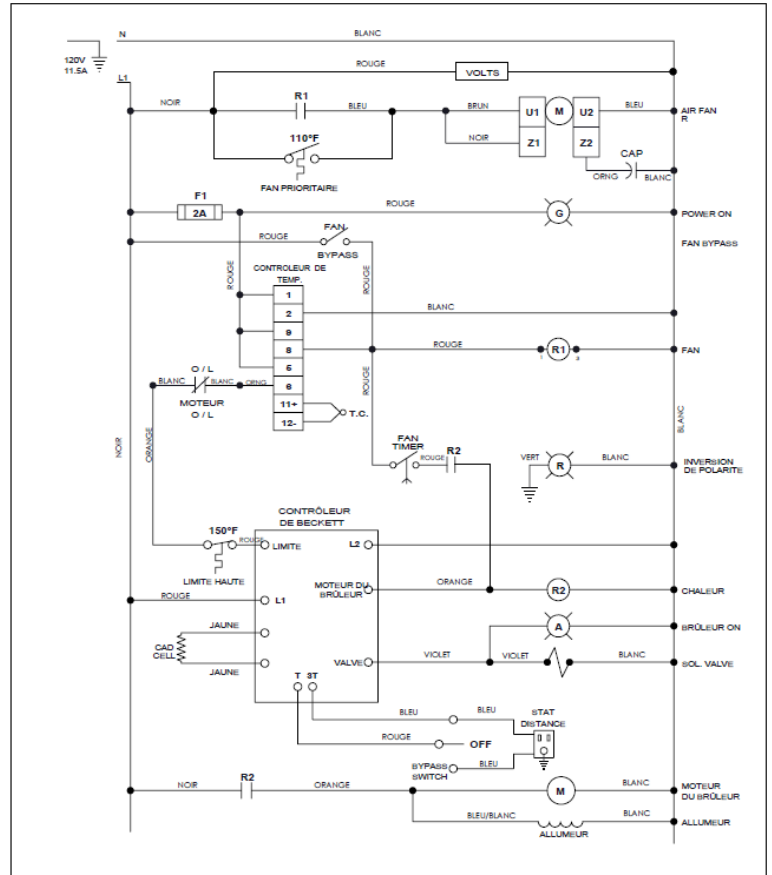 N
BLANC
120V
11.5A
L1
ROUGE
VOLTS
NOIR
R1
BLEU
BRUN
U1
M
U2
BLEU
AIR FAN
R
NOIR
Z1
Z2
CAP
110°F
ORNG
BLANC
FAN PRIORITAIRE
F1
2A
ROUGE
G
POWER ON
ROUGE
FAN
BYPASS
FAN BYPASS
ROUGE
ROUGE
CONTROLEUR DE
TEMP.
1
2
BLANC
9
8
ROUGE
1
R1
3
FAN
5
O / L
BLANC
BLANC
ORNG
6
MOTEUR
O / L
11+
12-
T.C.
ROUGE
BLANC
NOIR
ORANGE
FAN
TIMER
ROUGE
R2
VERT
R
BLANC
INVERSION
DE POLARITE
CONTRÔLEUR
DE BECKETT
150°F
ROUGE
LIMITE
L2
LIMITE HAUTE
MOTEUR DU
BRÛLEUR
ORANGE
R2
CHALEUR
ROUGE
L1
A
BRÛLEUR ON
JAUNE
CAD
CELL
JAUNE
VALVE
VIOLET
VIOLET
BLANC
SOL. VALVE
T
3T
BLEU
BLEU
STAT
DISTANCE
ROUGE
OFF
BYPASS
SWITCH
BLEU
NOIR
R2
ORANGE
M
BLANC
MOTEUR
DU BRÛLEUR
BLEU/BLANC
ALLUMEUR
BLANC
ALLUMEUR